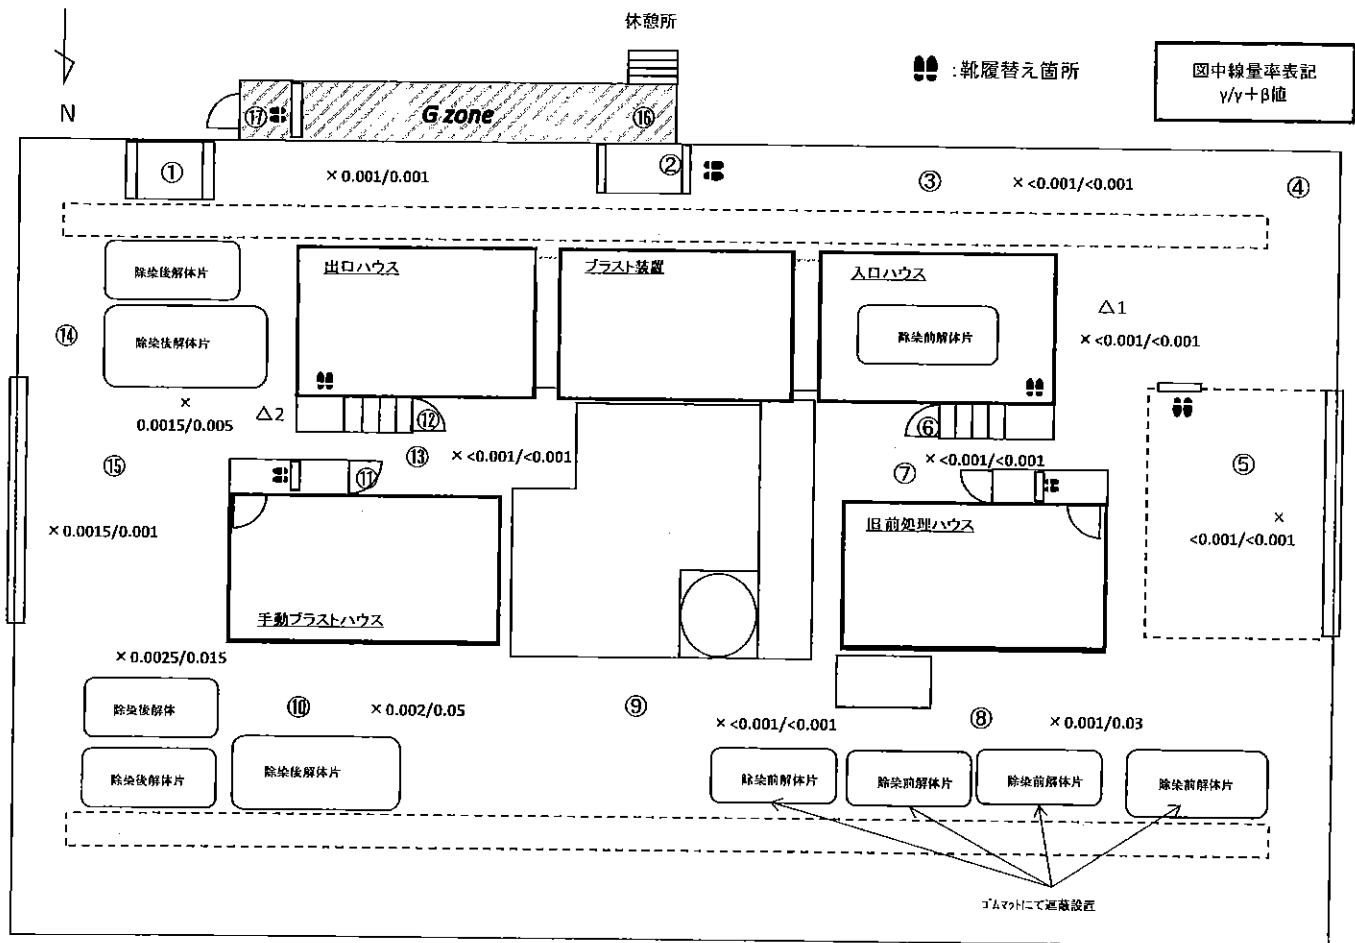 休憩所
:靴履替え箇所
図中線量率表記
γ/γ+β値
N
G zone
⑰
⑯
①
②
③
④
× 0.001/0.001
× <0.001/<0.001
除染後解体片
出口ハウス
ブラスト装置
入口ハウス
△1
⑭
除染後解体片
除染前解体片
× <0.001/<0.001
×
0.0015/0.005
△2
⑫
⑥
⑬
× <0.001/<0.001
× <0.001/<0.001
⑮
⑪
⑦
⑤
× 0.0015/0.001
旧前処理ハウス
×
<0.001/<0.001
手動ブラストハウス
× 0.0025/0.015
除染後解体
⑩
× 0.002/0.05
⑨
× <0.001/<0.001
⑧
× 0.001/0.03
除染後解体片
除染後解体片
除染前解体片
除染前解体片
除染前解体片
除染前解体片
ゴムマットにて遮蔽設置